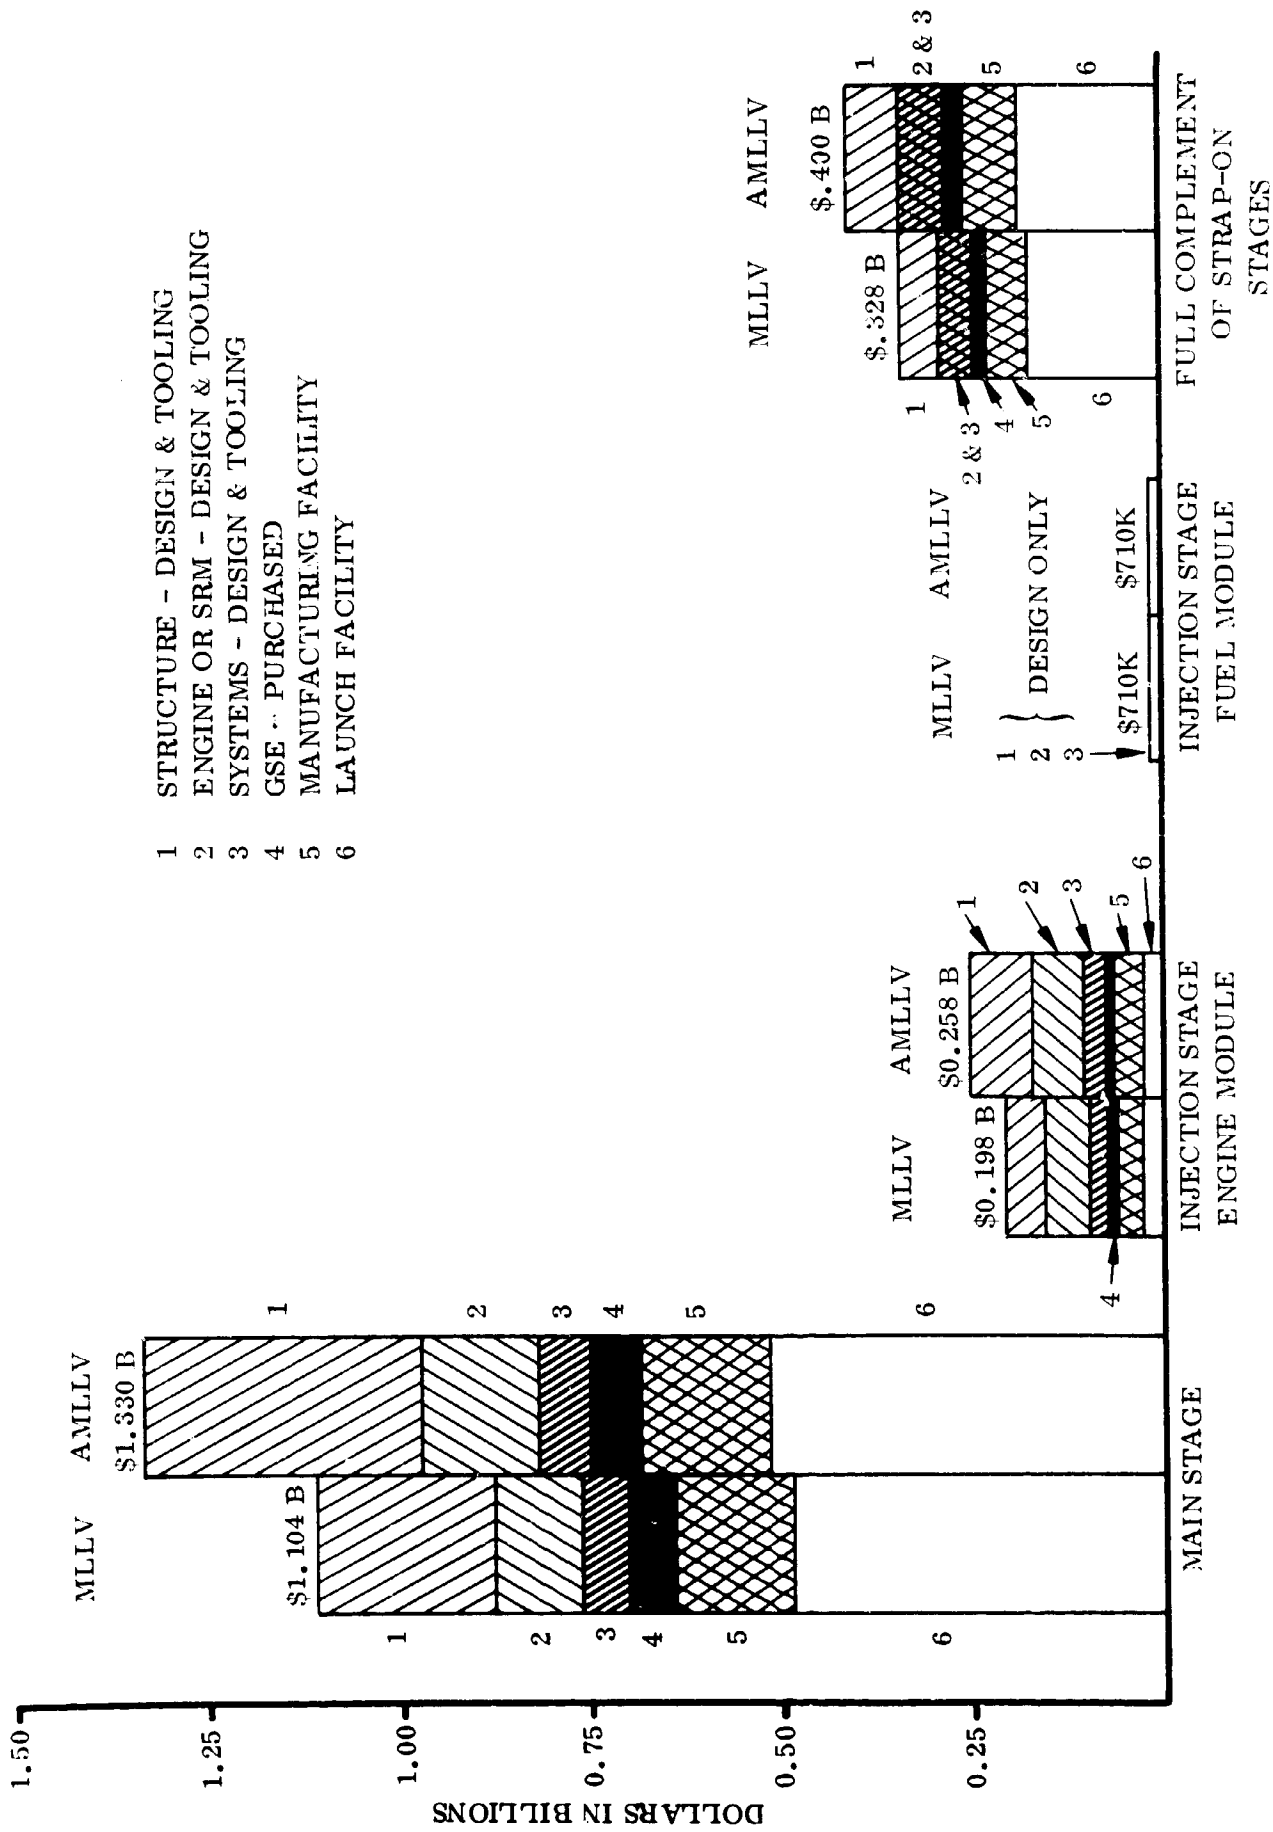 1 STRUCTURE - DESIGN & TOOLING
2 ENGINE OR SRM - DESIGN & TOOLING
3 SYSTEMS - DESIGN & TOOLING
4 GSE - PURCHASED
5 MANUFACTURING FACILITY
6 LAUNCH FACILITY
DOLLARS IN BILLIONS
1.50
1.25
1.00
0.75
0.50
0.25
MLLV
AMLLV
$1.104 B
$1.330 B
1
2
3
4
5
6
1
2
3
4
5
6
MAIN STAGE
MLLV
AMLLV
$0.198 B
$0.258 B
4
1
2
3
5
6
INJECTION STAGE
ENGINE MODULE
MLLV
AMLLV
1
2
3
DESIGN ONLY
$710K
$710K
INJECTION STAGE
FUEL MODULE
MLLV
AMLLV
$.328 B
$.400 B
1
2 & 3
4
5
6
1
2 & 3
5
6
FULL COMPLEMENT
OF STRAP-ON
STAGES